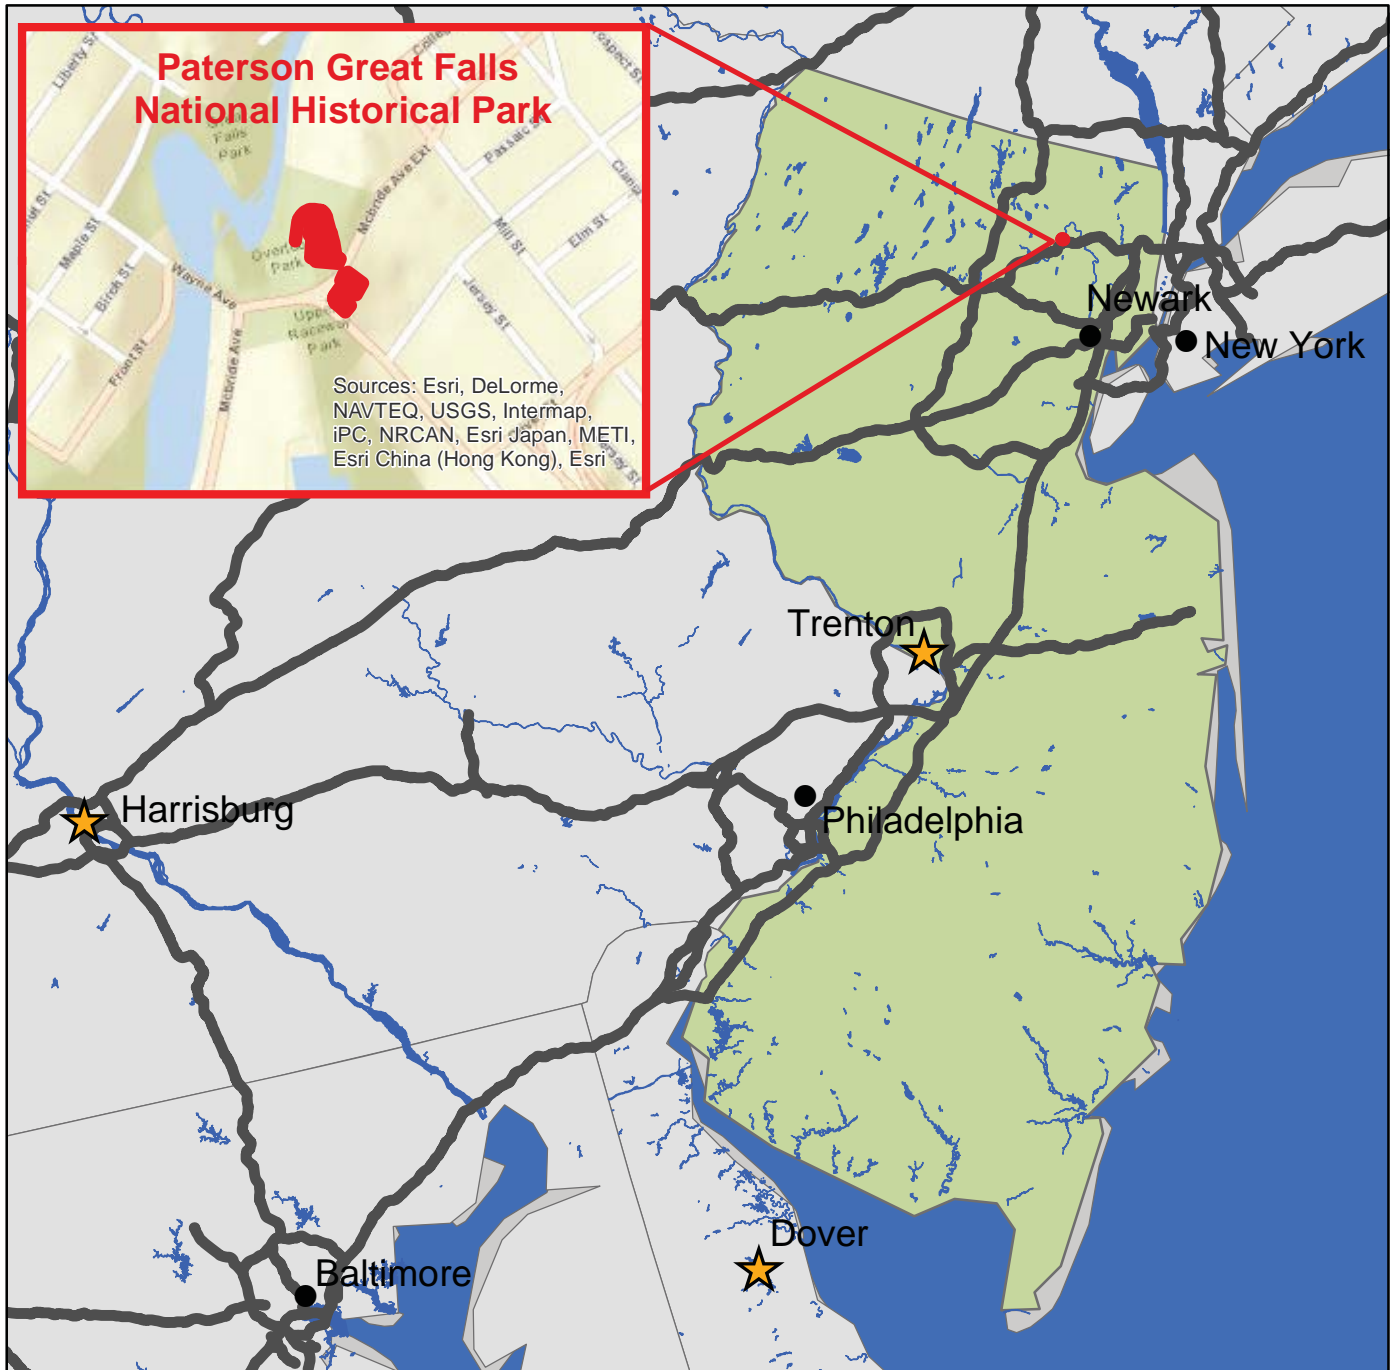 Paterson Great Falls
National Historical Park
Liberty St
Falls
Park
Passaic St
Mcbride Ave Ext
Mill St
Elm St
Maple St
Birch St
Wayne Ave
Park
Jersey St
Front St
Mcbride Ave
Upper
Raceway
Park
Sources: Esri, DeLorme,
NAVTEQ, USGS, Intermap,
iPC, NRCAN, Esri Japan, METI,
Esri China (Hong Kong), Esri
Newark
New York
Trenton
Harrisburg
Philadelphia
Dover
Baltimore